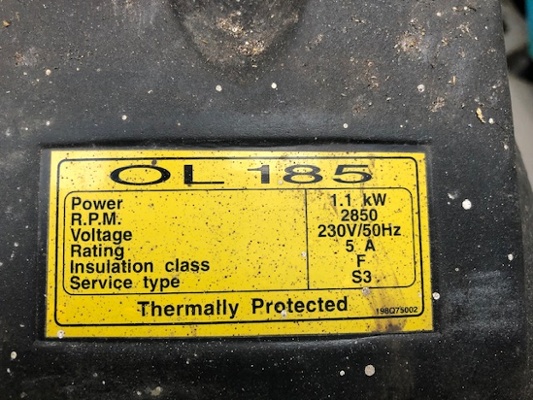 OL 185
Power 1.1 kW
R.P.M. 2850
Voltage 230V/50Hz
Rating 5 A
Insulation class F
Service type S3
Thermally Protected
198Q75002